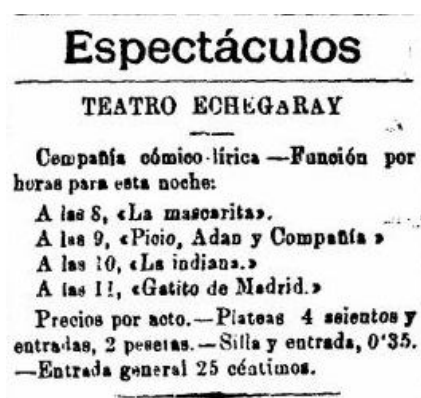 Espectáculos
TEATRO ECHEGARAY
Compañía cómico-lírica—Función por
horas para esta noche:
A las 8, «La mascarita».
A las 9, «Picio, Adan y Compañía»
A las 10, «La indiana.»
A las 11, «Gatito de Madrid.»
Precios por acto.—Plateas 4 asientos y
entradas, 2 pesetas.—Silla y entrada, 0'35.
—Entrada general 25 céntimos.